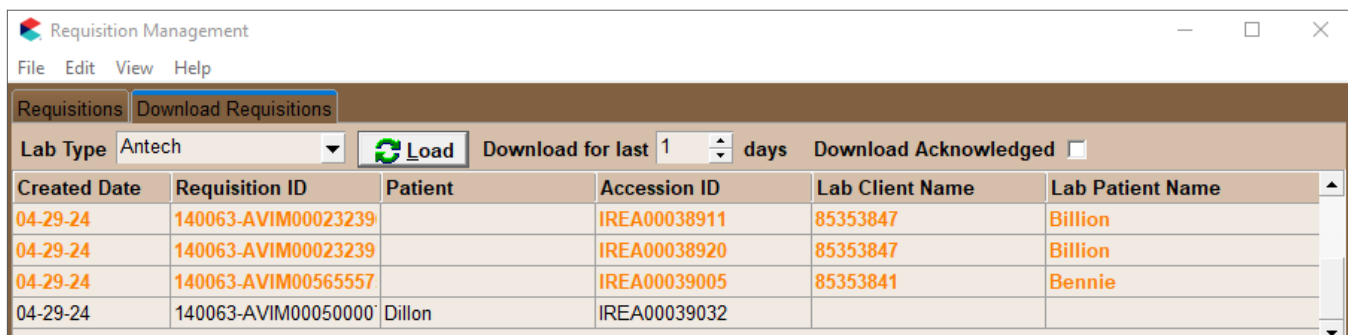 Requisition Management
File Edit View Help
Requisitions Download Requisitions
Lab Type Antech Load Download for last 1 days Download Acknowledged
Created Date Requisition ID Patient Accession ID Lab Client Name Lab Patient Name
04-29-24 140063-AVIM00023239 IREA00038911 85353847 Billion
04-29-24 140063-AVIM00023239 IREA00038920 85353847 Billion
04-29-24 140063-AVIM00565557 IREA00039005 85353841 Bennie
04-29-24 140063-AVIM00050000 Dillon IREA00039032